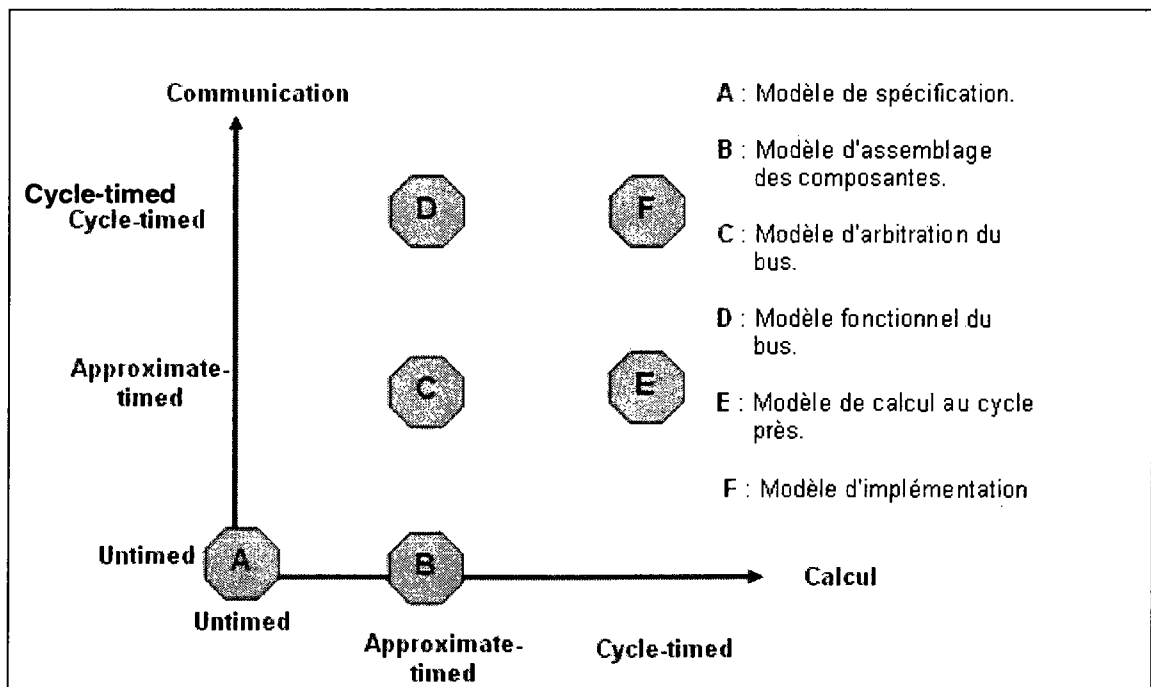 Communication
Cycle-timed
Cycle-timed
D
F
Approximate-
timed
C
E
Untimed
A
B
Calcul
Untimed
Approximate-
timed
Cycle-timed
A : Modèle de spécification.
B : Modèle d'assemblage
des composantes.
C : Modèle d'arbitration du
bus.
D : Modèle fonctionnel du
bus.
E : Modèle de calcul au cycle
près.
F : Modèle d'implémentation